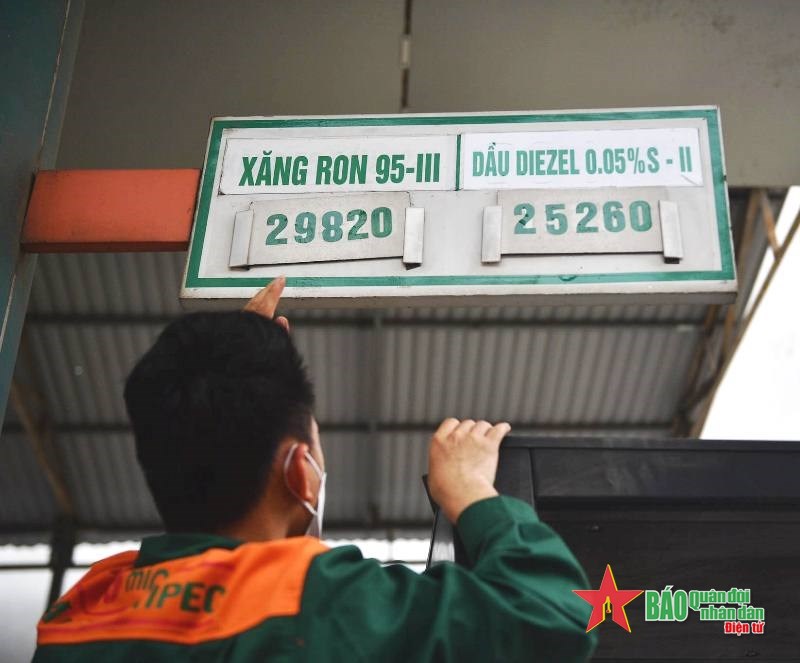 XĂNG RON 95-III
DẦU DIEZEL 0.05%S - II
29820
25260
BÁO Quân đội
nhân dân
Điện tử